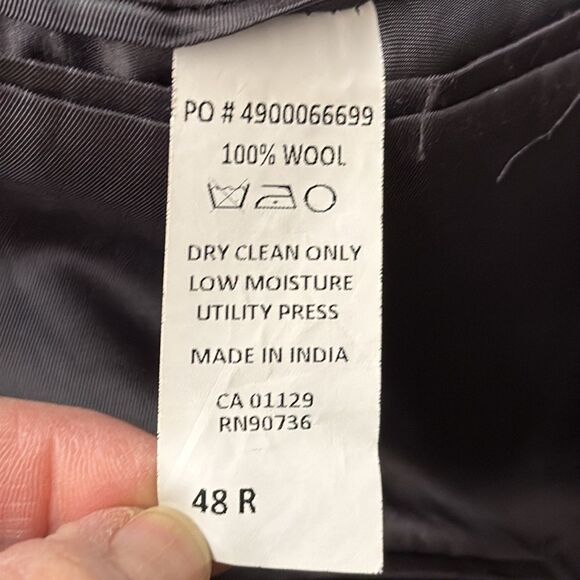 PO # 4900066699
100% WOOL
DRY CLEAN ONLY
LOW MOISTURE
UTILITY PRESS
MADE IN INDIA
CA 01129
RN90736
48 R